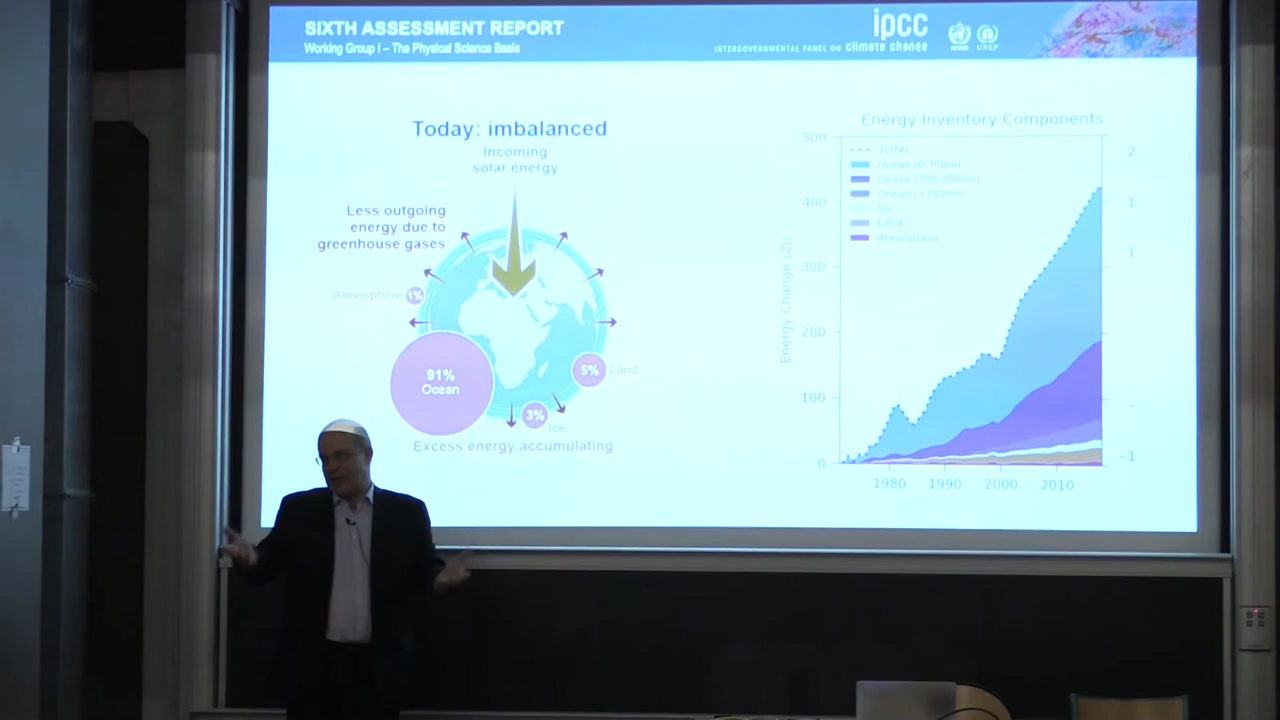 SIXTH ASSESSMENT REPORT
Working Group I – The Physical Science Basis
ipcc
INTERGOVERNMENTAL PANEL ON climate change
WMO
UNEP
Today: imbalanced
Incoming
solar energy
Less outgoing
energy due to
greenhouse gases
Atmosphere 1%
91%
Ocean
5% Land
3% Ice
Excess energy accumulating
Energy Inventory Components
TOTAL
Ocean (0-700m)
Ocean (700-2000m)
Ocean (>2000m)
Ice
Land
Atmosphere
Energy Change (ZJ)
500
400
300
200
100
0
1980 1990 2000 2010
2
1
1
−1